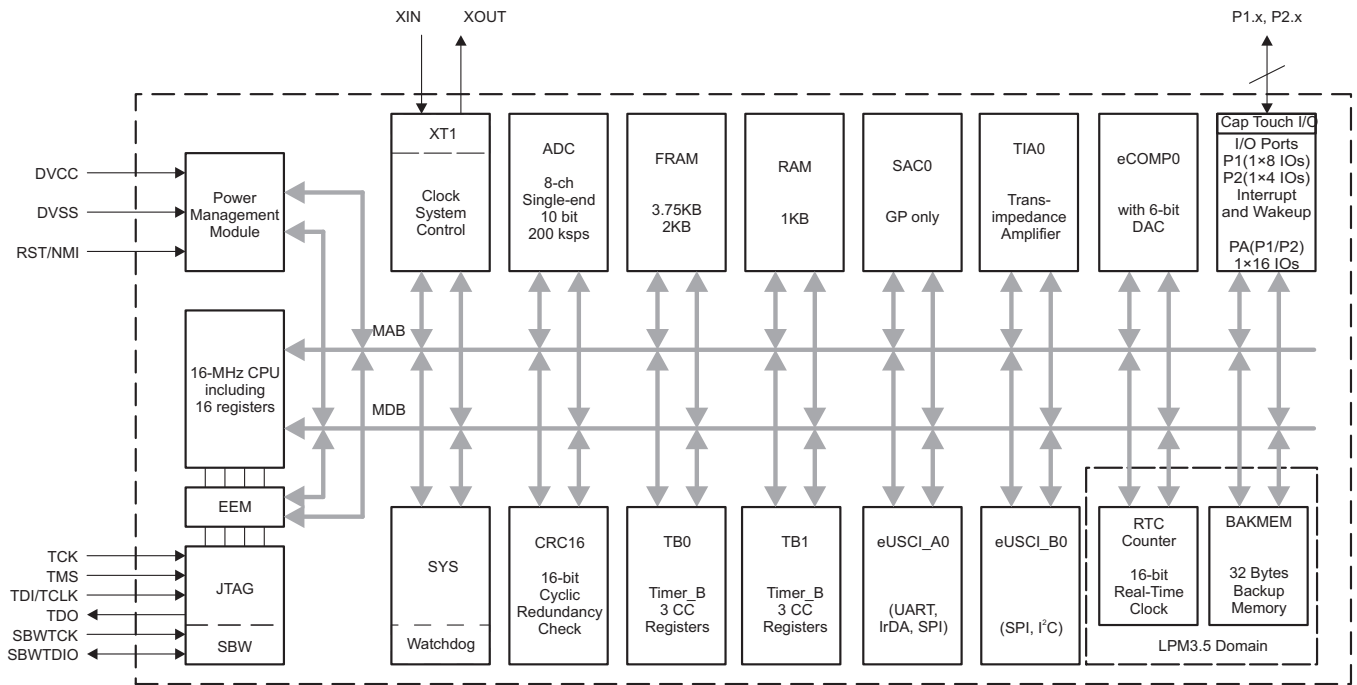 XIN
XOUT
P1.x, P2.x
DVCC
DVSS
RST/NMI
Power
Management
Module
XT1
Clock
System
Control
ADC
8-ch
Single-end
10 bit
200 ksps
FRAM
3.75KB
2KB
RAM
1KB
SAC0
GP only
TIA0
Trans-
impedance
Amplifier
eCOMP0
with 6-bit
DAC
Cap Touch I/O
I/O Ports
P1(1×8 IOs)
P2(1×4 IOs)
Interrupt
and Wakeup
PA(P1/P2)
1×16 IOs
MAB
16-MHz CPU
including
16 registers
MDB
EEM
TCK
TMS
TDI/TCLK
TDO
SBWTCK
SBWTDIO
JTAG
SBW
SYS
Watchdog
CRC16
16-bit
Cyclic
Redundancy
Check
TB0
Timer_B
3 CC
Registers
TB1
Timer_B
3 CC
Registers
eUSCI_A0
(UART,
IrDA, SPI)
eUSCI_B0
(SPI, I²C)
RTC
Counter
16-bit
Real-Time
Clock
BAKMEM
32 Bytes
Backup
Memory
LPM3.5 Domain